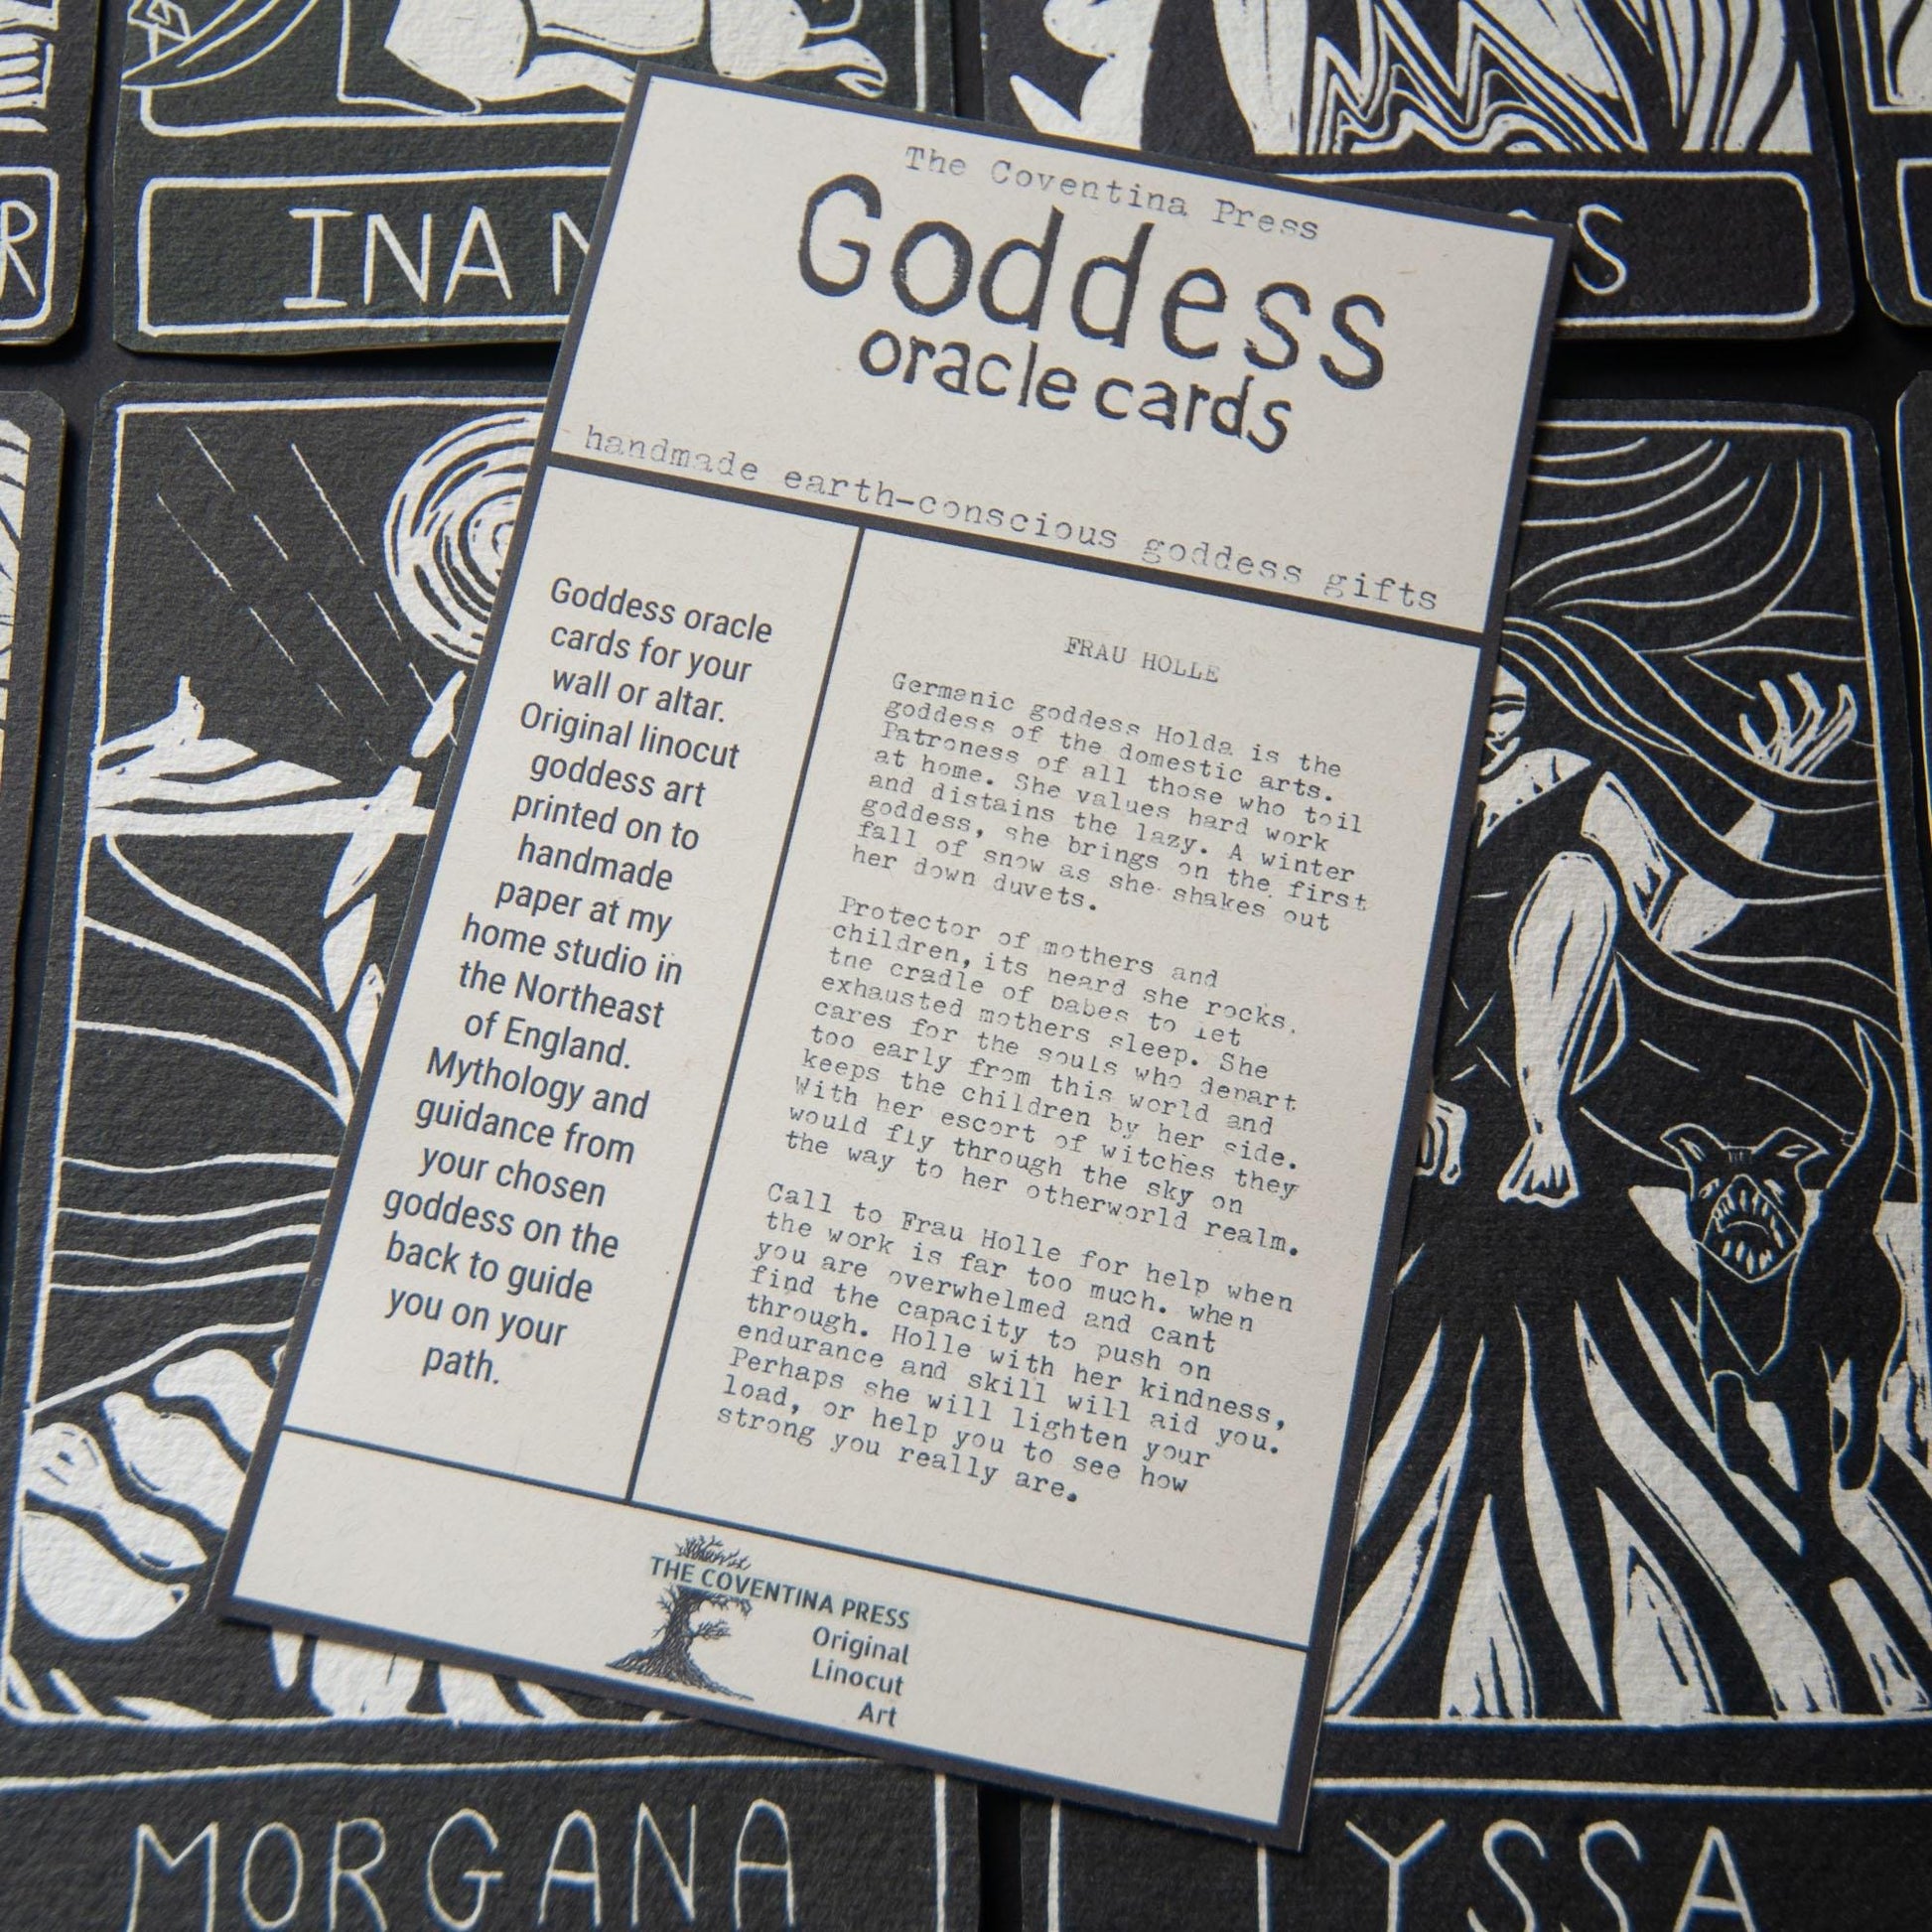 R
INAN
S
The Coventina Press
Goddess
oracle cards
handmade earth-conscious goddess gifts
Goddess oracle
cards for your
wall or altar.
Original linocut
goddess art
printed on to
handmade
paper at my
home studio in
the Northeast
of England.
Mythology and
guidance from
your chosen
goddess on the
back to guide
you on your
path.
FRAU HOLLE
Germanic goddess Holda is the
goddess of the domestic arts.
Patroness of all those who toil
at home. She values hard work
and distains the lazy. A winter
goddess, she brings on the first
fall of snow as she shakes out
her down duvets.
Protector of mothers and
children, its heard she rocks.
the cradle of babes to let
exhausted mothers sleep. She
cares for the souls who depart
too early from this world and
keeps the children by her side.
With her escort of witches they
would fly through the sky on
the way to her otherworld realm.
Call to Frau Holle for help when
the work is far too much. when
you are overwhelmed and cant
find the capacity to push on
through. Holle with her kindness,
endurance and skill will aid you.
Perhaps she will lighten your
load, or help you to see how
strong you really are.
THE COVENTINA PRESS
Original
Linocut
Art
MORGANA
YSSA